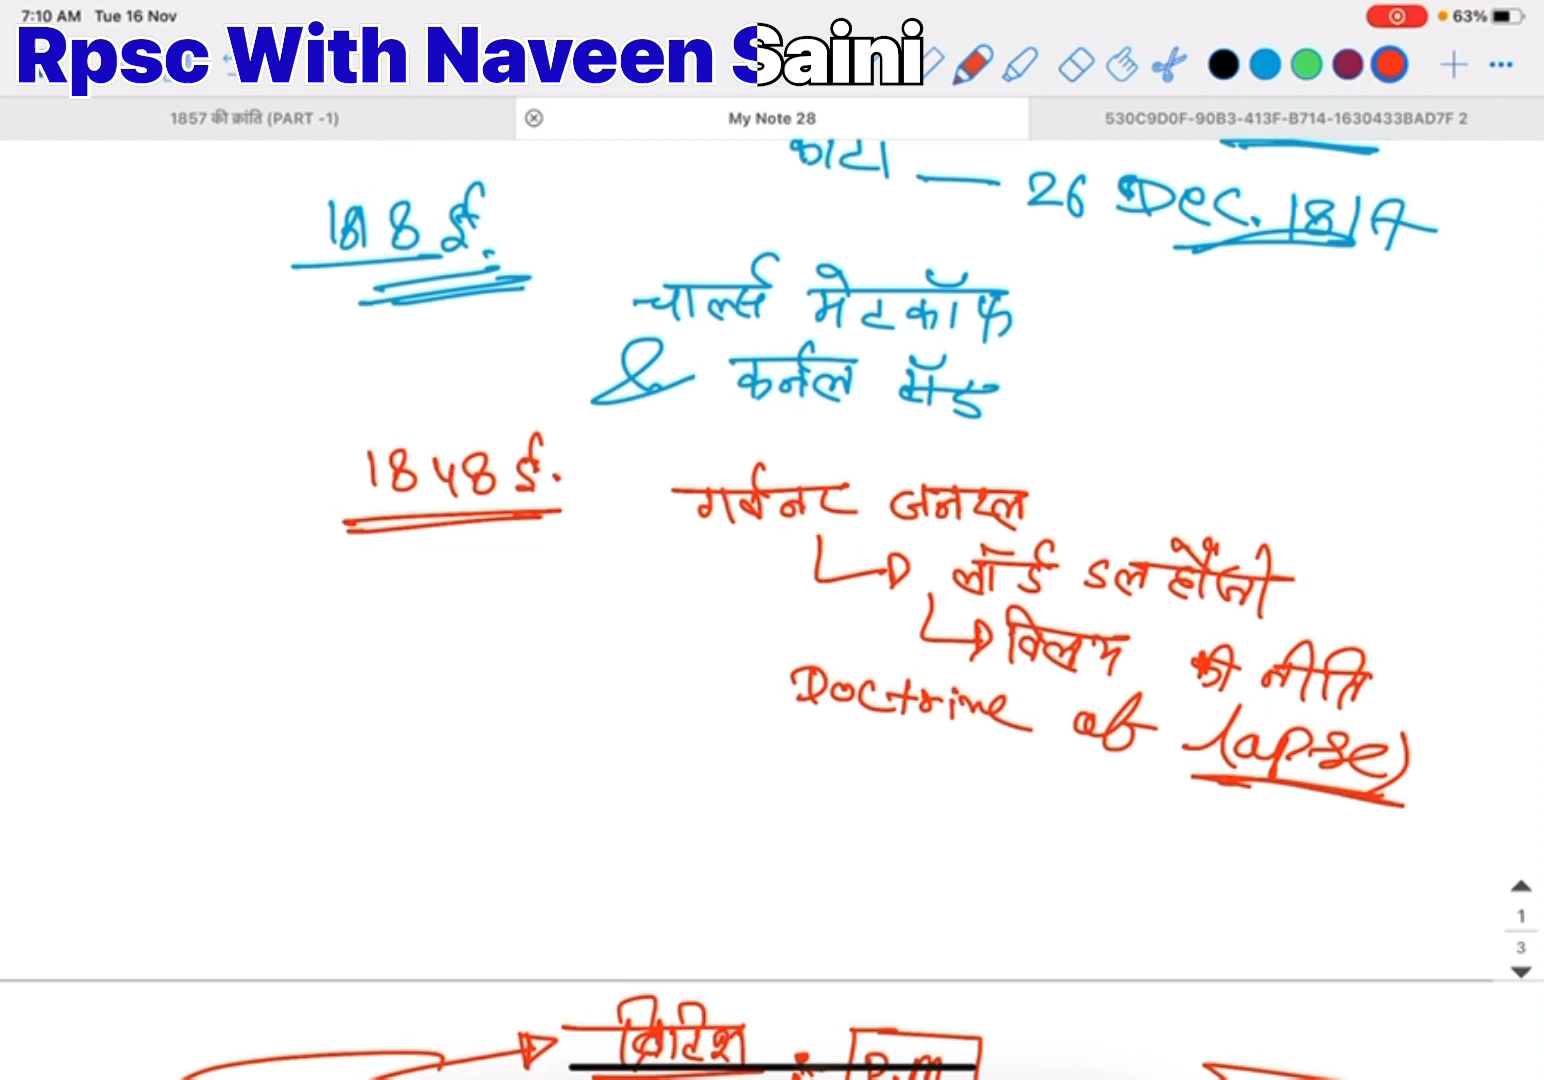 7:10 AM Tue 16 Nov
63%
Rpsc With Naveen Saini
1857 की क्रांति (PART -1)
My Note 28
530C9D0F-90B3-413F-B714-1630433BAD7F 2
कोटा — 26 Dec. 1817
1818 ई.
चार्ल्स मेटकॉफ
& कर्नल टॉड
1848 ई.
गर्वनर जनरल
लॉर्ड डलहौजी
विलय की नीति
Doctrine of lapse)
1
3
ब्रिटिश
P.M